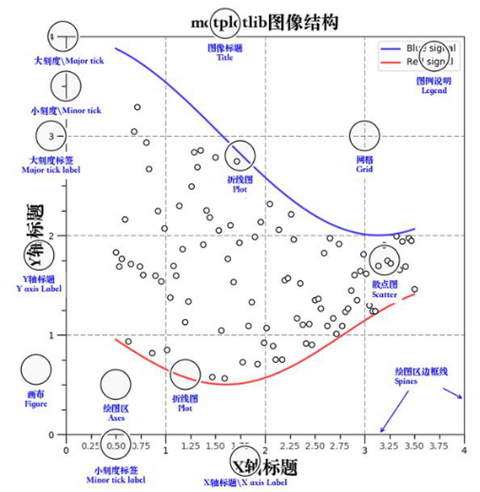 matplotlib图像结构
图像标题
Title
Blue signal
Red signal
图例说明
Legend
4
大刻度\Major tick
小刻度\Minor tick
3
大刻度标签
Major tick label
折线图
Plot
网格
Grid
Y轴标题
2
Y轴标题
Y axis Label
散点图
Scatter
1
画布
Figure
绘图区
Axes
折线图
Plot
绘图区边框线
Spines
0
0 0.25 0.50 0.75 1 1.25 1.50 1.75 2 2.25 2.50 2.75 3 3.25 3.50 3.75 4
小刻度标签
Minor tick label
X轴标题
X轴标题\X axis Label